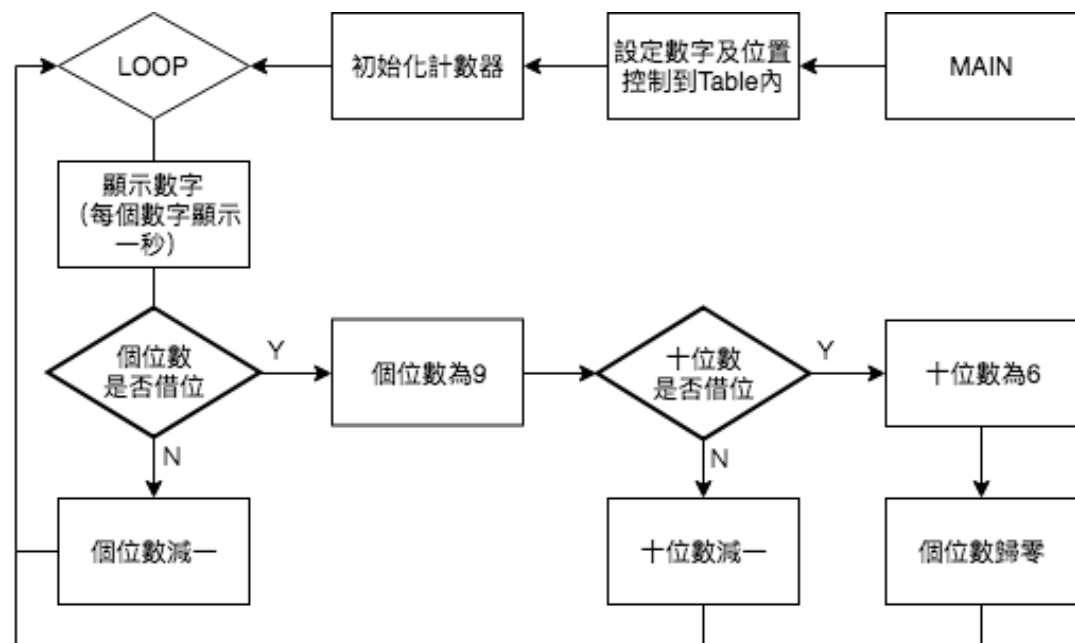 LOOP
初始化計數器
設定數字及位置
控制到Table內
MAIN
顯示數字
(每個數字顯示
一秒)
個位數
是否借位
Y
個位數為9
十位數
是否借位
Y
十位數為6
N
N
個位數減一
十位數減一
個位數歸零